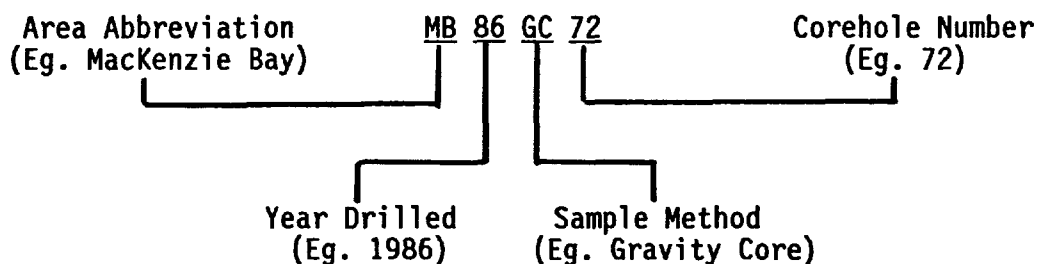 Area Abbreviation
(Eg. MacKenzie Bay)
MB 86 GC 72
Corehole Number
(Eg. 72)
Year Drilled
(Eg. 1986)
Sample Method
(Eg. Gravity Core)